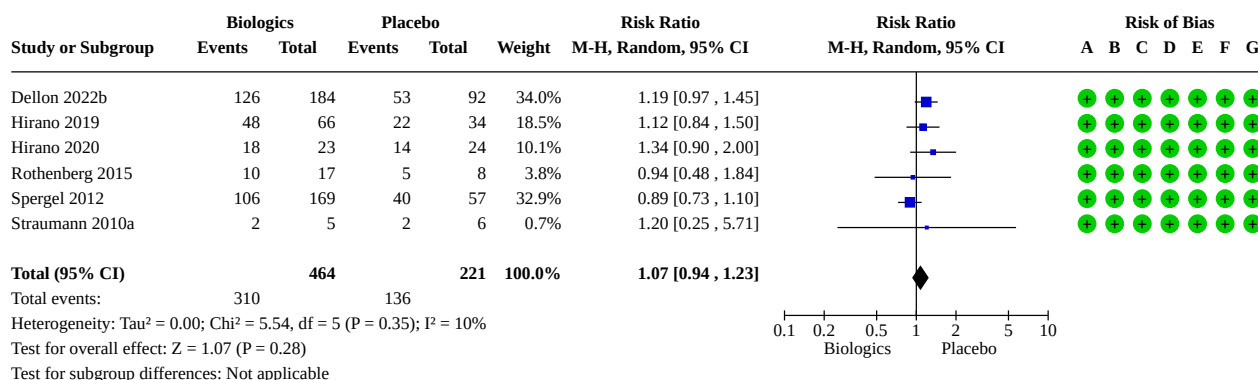 Biologics Placebo Risk Ratio Risk Ratio Risk of Bias
Study or Subgroup Events Total Events Total Weight M-H, Random, 95% CI M-H, Random, 95% CI A B C D E F G
Dellon 2022b 126 184 53 92 34.0% 1.19 [0.97 , 1.45] + + + + + + +
Hirano 2019 48 66 22 34 18.5% 1.12 [0.84 , 1.50] + + + + + + +
Hirano 2020 18 23 14 24 10.1% 1.34 [0.90 , 2.00] + + + + + + +
Rothenberg 2015 10 17 5 8 3.8% 0.94 [0.48 , 1.84] + + + + + + +
Spergel 2012 106 169 40 57 32.9% 0.89 [0.73 , 1.10] + + + + + + +
Straumann 2010a 2 5 2 6 0.7% 1.20 [0.25 , 5.71] + + + + + + +
Total (95% CI) 464 221 100.0% 1.07 [0.94 , 1.23]
Total events: 310 136
Heterogeneity: Tau² = 0.00; Chi² = 5.54, df = 5 (P = 0.35); I² = 10%
0.1 0.2 0.5 1 2 5 10
Test for overall effect: Z = 1.07 (P = 0.28)
Biologics Placebo
Test for subgroup differences: Not applicable